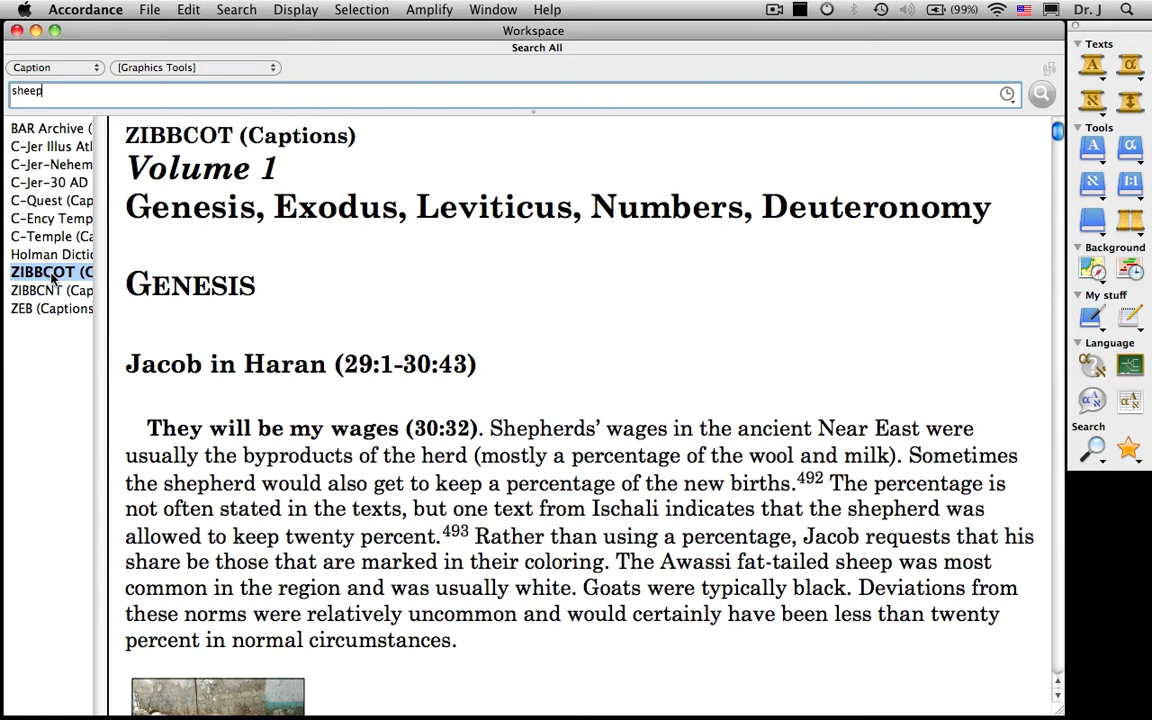 Accordance File Edit Search Display Selection Amplify Window Help (99%) Dr. J
Workspace
Search All
Caption [Graphics Tools]
sheep
BAR Archive (
C-Jer Illus Atl
C-Jer-Nehem
C-Jer-30 AD
C-Quest (Cap
C-Ency Temp
C-Temple (Ca
Holman Dictio
ZIBBCOT (C
ZIBBCNT (Cap
ZEB (Captions
ZIBBCOT (Captions)
Volume 1
Genesis, Exodus, Leviticus, Numbers, Deuteronomy
GENESIS
Jacob in Haran (29:1-30:43)
They will be my wages (30:32). Shepherds’ wages in the ancient Near East were
usually the byproducts of the herd (mostly a percentage of the wool and milk). Sometimes
the shepherd would also get to keep a percentage of the new births.492 The percentage is
not often stated in the texts, but one text from Ischali indicates that the shepherd was
allowed to keep twenty percent.493 Rather than using a percentage, Jacob requests that his
share be those that are marked in their coloring. The Awassi fat-tailed sheep was most
common in the region and was usually white. Goats were typically black. Deviations from
these norms were relatively uncommon and would certainly have been less than twenty
percent in normal circumstances.
Texts
A α
א
Tools
A α
א 1:1
Background
My stuff
Language
Search